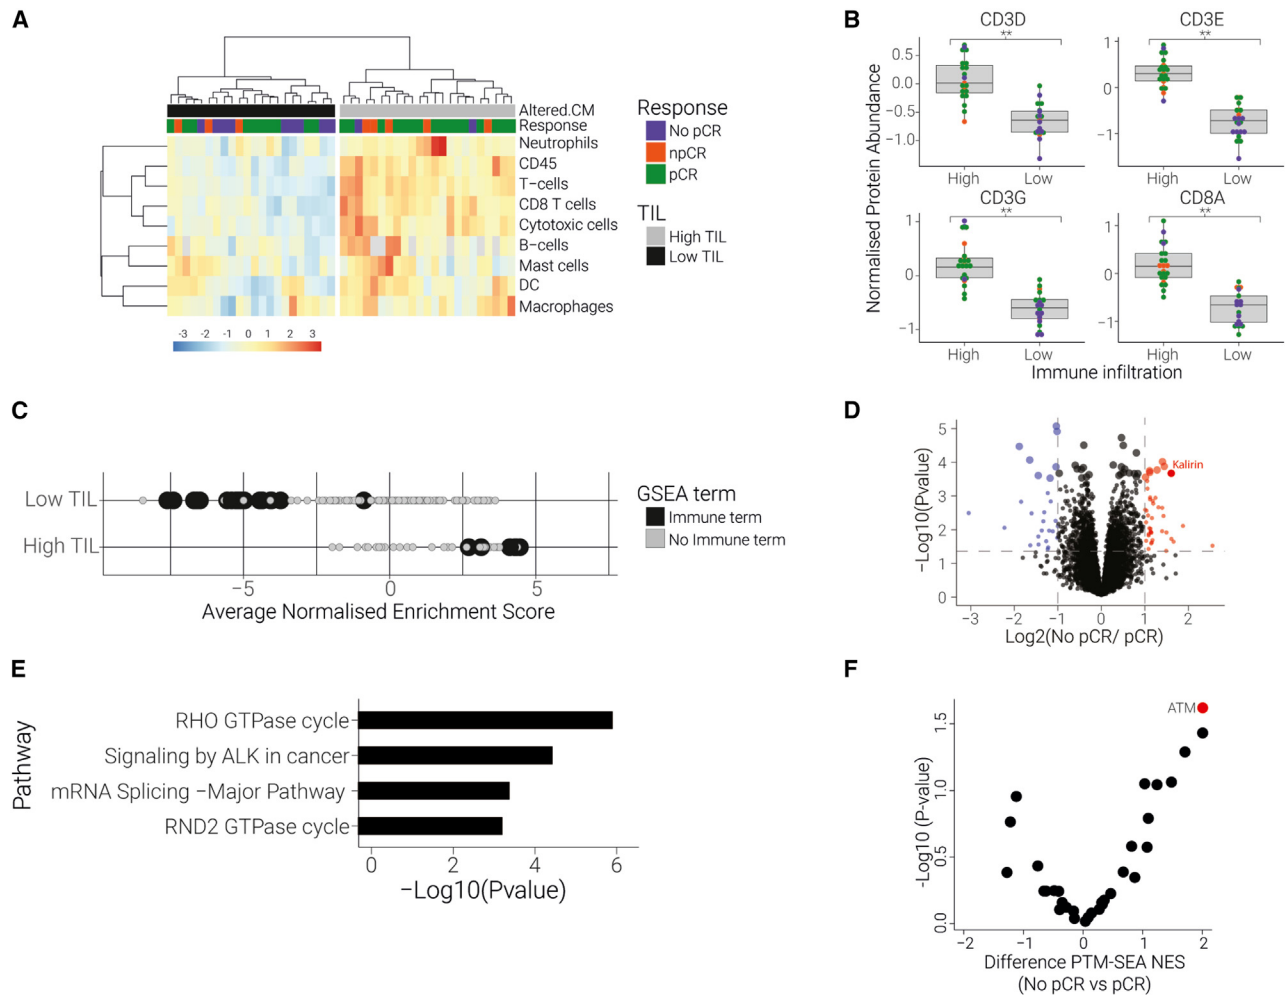 A
Altered.CM
Response
Neutrophils
CD45
T−cells
CD8 T cells
Cytotoxic cells
B−cells
Mast cells
DC
Macrophages
-3 -2 -1 0 1 2 3
Response
No pCR
npCR
pCR
TIL
High TIL
Low TIL
B
Normalised Protein Abundance
CD3D
**
0.5
0.0
−0.5
−1.0
High Low
CD3E
**
1
0
−1
High Low
CD3G
**
1
0
−1
High Low
CD8A
**
1
0
−1
High Low
Immune infiltration
C
Low TIL
High TIL
−5 0 5
Average Normalised Enrichment Score
GSEA term
Immune term
No Immune term
D
−Log10(Pvalue)
5
4
3
2
1
0
Kalirin
−3 −2 −1 0 1 2
Log2(No pCR/ pCR)
E
Pathway
RHO GTPase cycle
Signaling by ALK in cancer
mRNA Splicing −Major Pathway
RND2 GTPase cycle
0 2 4 6
−Log10(Pvalue)
F
-Log10 (P-value)
1.5
1.0
0.5
0.0
ATM
−2 −1 0 1 2
Difference PTM-SEA NES
(No pCR vs pCR)